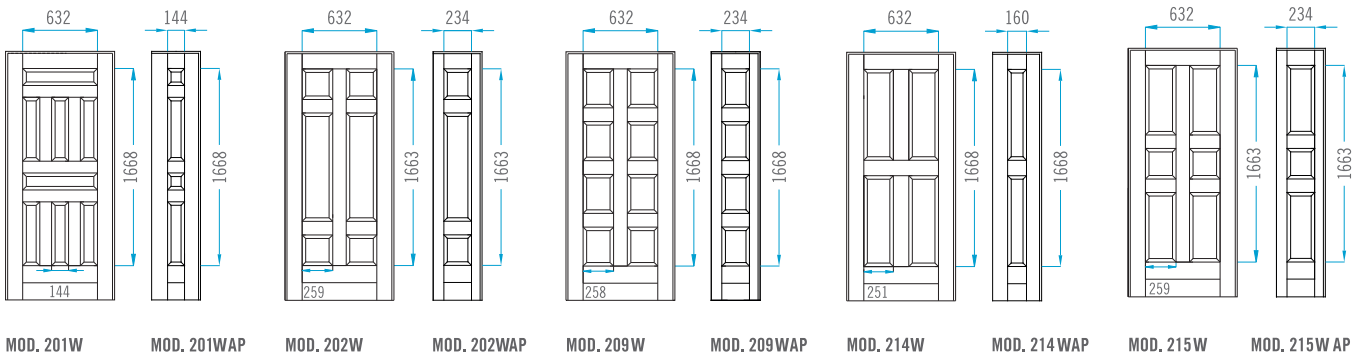 632 144 632 234 632 234 632 160 632 234
1668 1668 1663 1663 1668 1668 1668 1668 1663 1663
144 259 258 251 259
MOD. 201W MOD. 201WAP MOD. 202W MOD. 202WAP MOD. 209W MOD. 209WAP MOD. 214W MOD. 214WAP MOD. 215W MOD. 215W AP